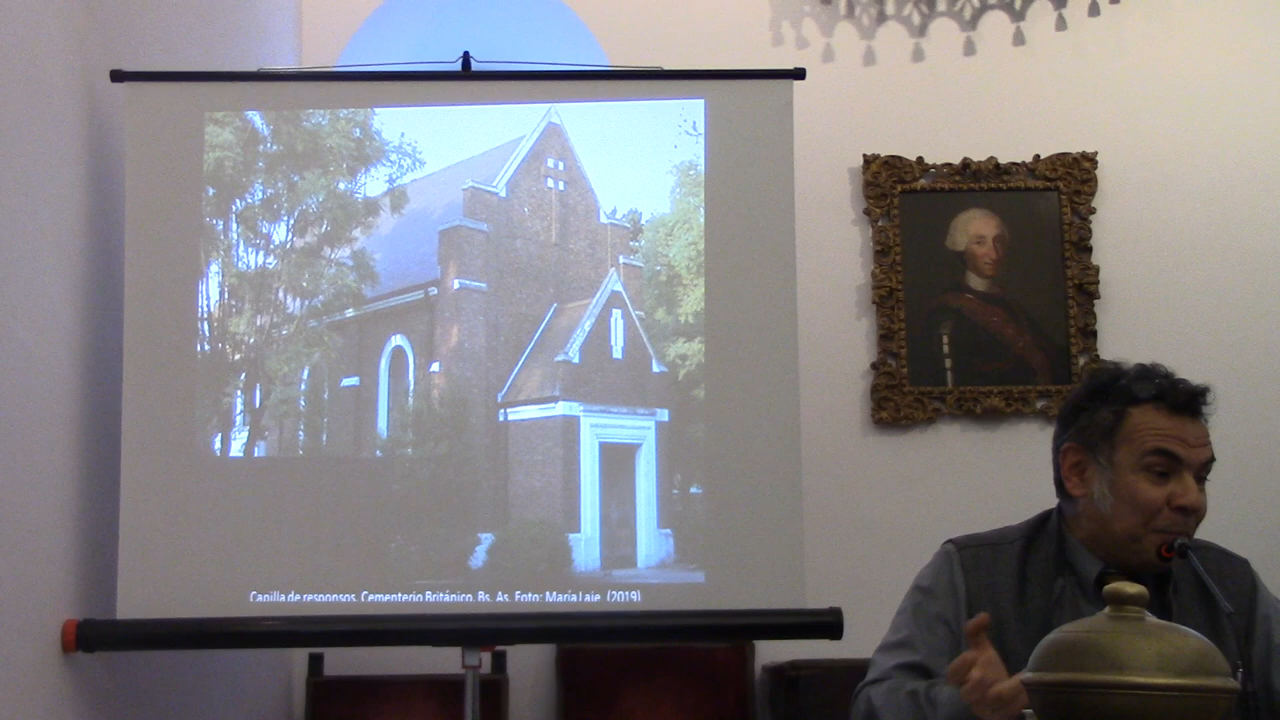 Capilla de responsos. Cementerio Británico. Bs. As. Foto: María Laje (2019)